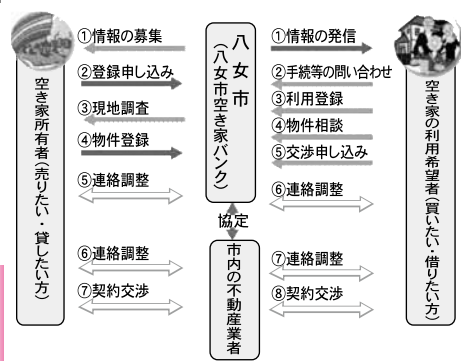 空き家所有者(売りたい・貸したい方)
①情報の募集
②登録申し込み
③現地調査
④物件登録
⑤連絡調整
⑥連絡調整
⑦契約交渉
八女市
(八女市空き家バンク)
協定
市内の不動産業者
①情報の発信
②手続等の問い合わせ
③利用登録
④物件相談
⑤交渉申し込み
⑥連絡調整
⑦連絡調整
⑧契約交渉
空き家の利用希望者(買いたい・借りたい方)